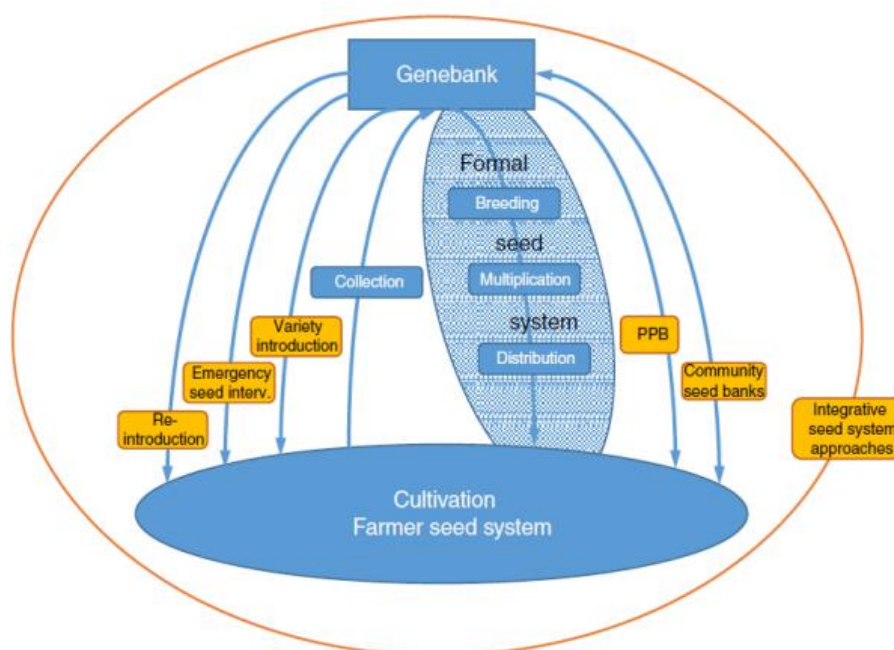 Genebank
Formal
Breeding
seed
Collection
Multiplication
Variety
introduction
system
PPB
Distribution
Emergency
seed interv.
Community
seed banks
Re-
introduction
Integrative
seed system
approaches
Cultivation
Farmer seed system